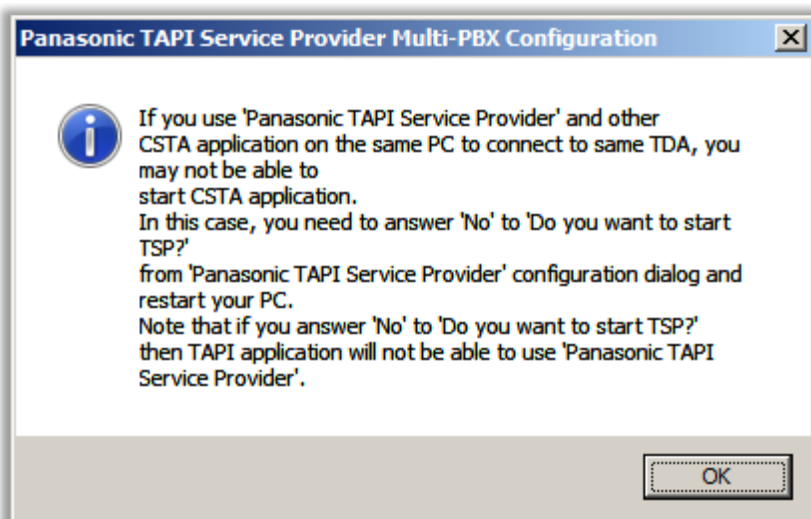 Panasonic TAPI Service Provider Multi-PBX Configuration
If you use 'Panasonic TAPI Service Provider' and other
CSTA application on the same PC to connect to same TDA, you
may not be able to
start CSTA application.
In this case, you need to answer 'No' to 'Do you want to start
TSP?'
from 'Panasonic TAPI Service Provider' configuration dialog and
restart your PC.
Note that if you answer 'No' to 'Do you want to start TSP?'
then TAPI application will not be able to use 'Panasonic TAPI
Service Provider'.
OK